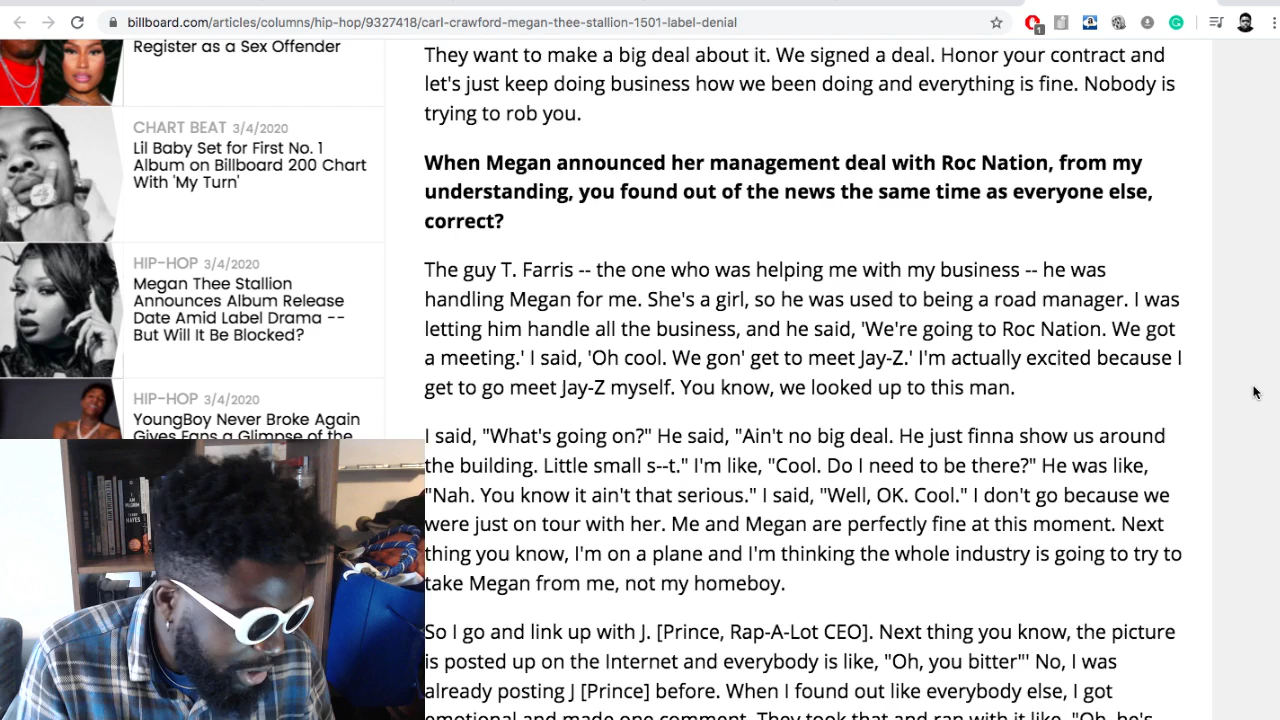 billboard.com/articles/columns/hip-hop/9327418/carl-crawford-megan-thee-stallion-1501-label-denial
1
Register as a Sex Offender
CHART BEAT 3/4/2020
Lil Baby Set for First No. 1
Album on Billboard 200 Chart
With 'My Turn'
HIP-HOP 3/4/2020
Megan Thee Stallion
Announces Album Release
Date Amid Label Drama --
But Will It Be Blocked?
HIP-HOP 3/4/2020
YoungBoy Never Broke Again
Gives Fans a Glimpse of the
They want to make a big deal about it. We signed a deal. Honor your contract and
let's just keep doing business how we been doing and everything is fine. Nobody is
trying to rob you.
When Megan announced her management deal with Roc Nation, from my
understanding, you found out of the news the same time as everyone else,
correct?
The guy T. Farris -- the one who was helping me with my business -- he was
handling Megan for me. She's a girl, so he was used to being a road manager. I was
letting him handle all the business, and he said, 'We're going to Roc Nation. We got
a meeting.' I said, 'Oh cool. We gon' get to meet Jay-Z.' I'm actually excited because I
get to go meet Jay-Z myself. You know, we looked up to this man.
I said, "What's going on?" He said, "Ain't no big deal. He just finna show us around
the building. Little small s--t." I'm like, "Cool. Do I need to be there?" He was like,
"Nah. You know it ain't that serious." I said, "Well, OK. Cool." I don't go because we
were just on tour with her. Me and Megan are perfectly fine at this moment. Next
thing you know, I'm on a plane and I'm thinking the whole industry is going to try to
take Megan from me, not my homeboy.
So I go and link up with J. [Prince, Rap-A-Lot CEO]. Next thing you know, the picture
is posted up on the Internet and everybody is like, "Oh, you bitter"' No, I was
already posting J [Prince] before. When I found out like everybody else, I got
emotional and made one comment. They took that and ran with it like, "Oh, he's